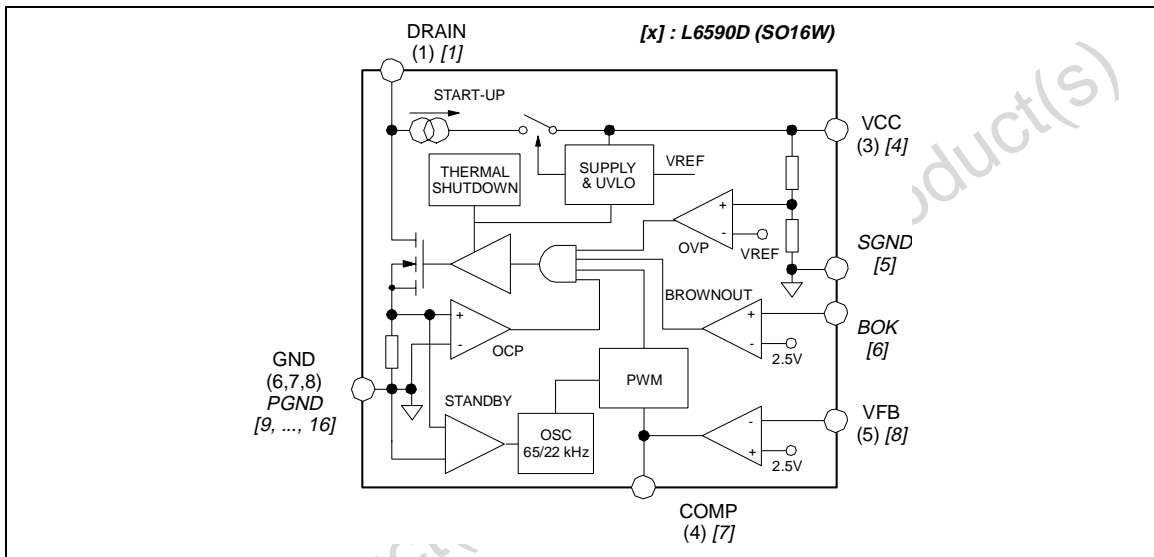 DRAIN
(1) [1]
[x] : L6590D (SO16W)
START-UP
VCC
(3) [4]
THERMAL
SHUTDOWN
SUPPLY
& UVLO
VREF
+
-
OVP
VREF
SGND
[5]
BROWNOUT
+
-
2.5V
BOK
[6]
+
-
OCP
GND
(6,7,8)
PGND
[9, ..., 16]
PWM
STANDBY
OSC
65/22 kHz
-
+
2.5V
VFB
(5) [8]
COMP
(4) [7]
oduct(s)